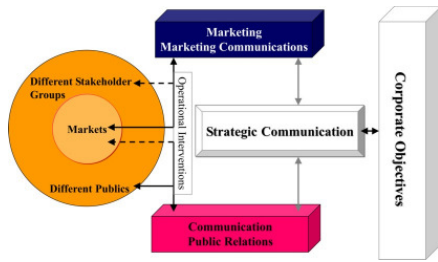 Marketing
Marketing Communications
Different Stakeholder
Groups
Markets
Different Publics
Operational Interventions
Strategic Communication
Corporate Objectives
Communication
Public Relations